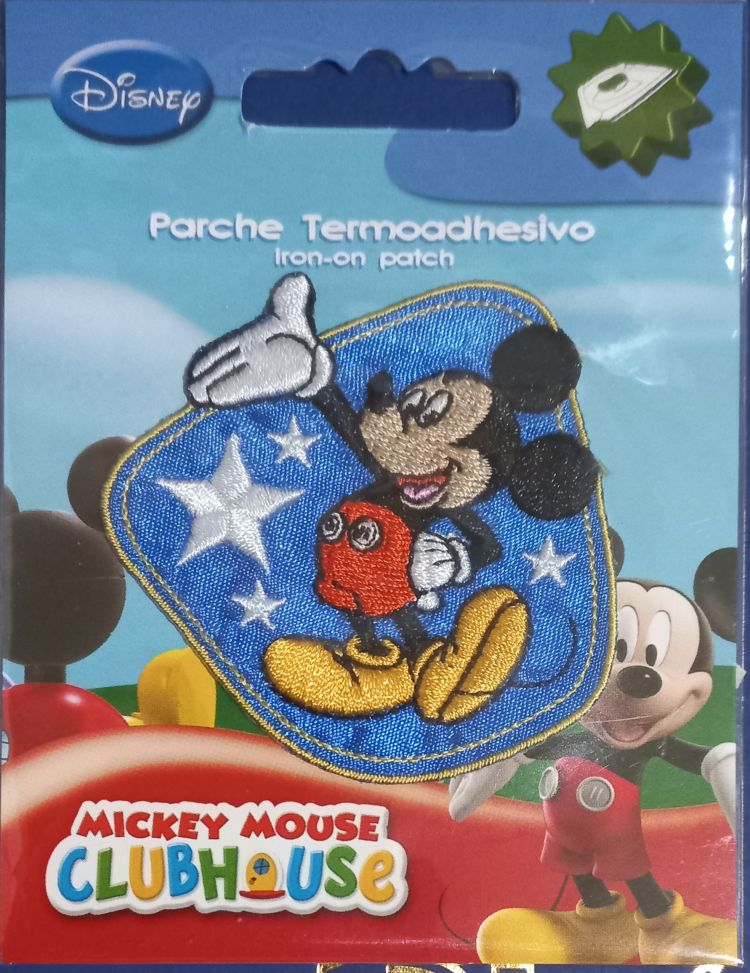 Disney
Parche Termoadhesivo
Iron-on patch
MICKEY MOUSE
CLUBHOUSE